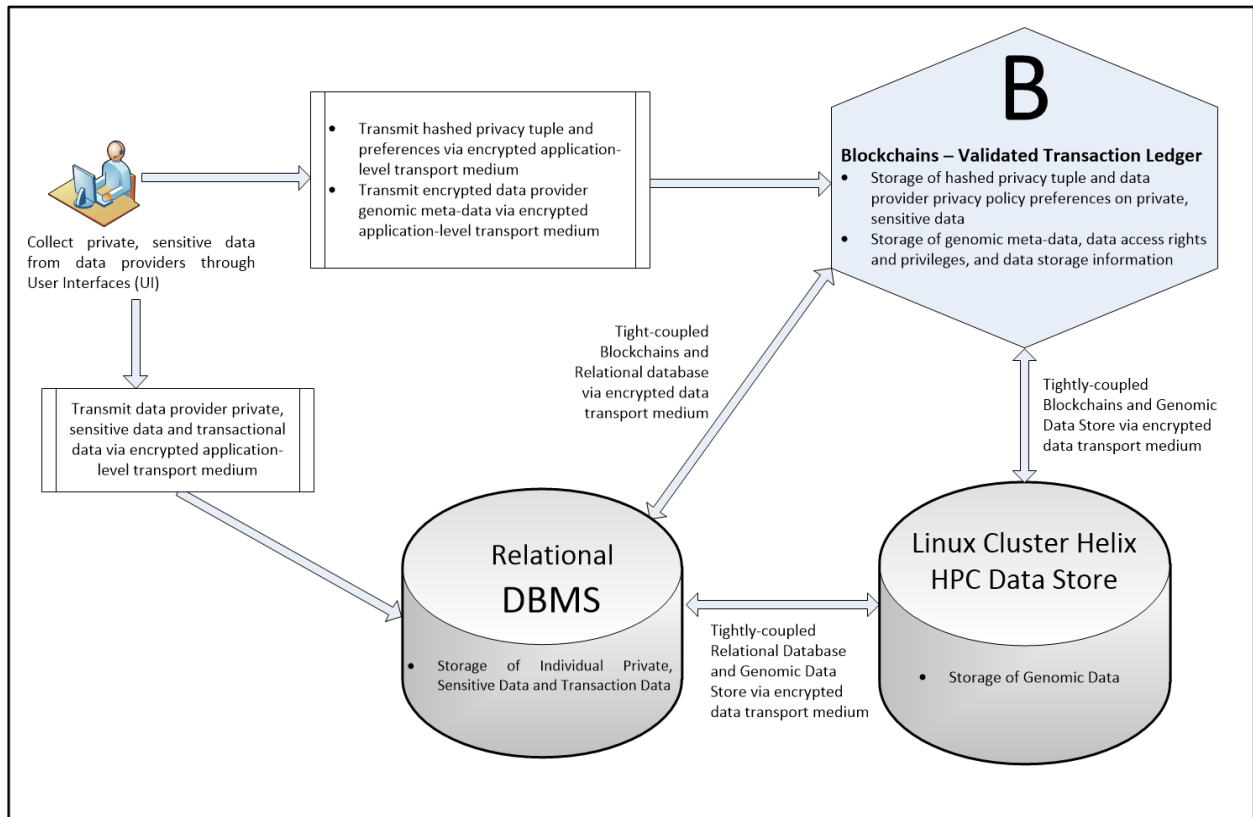 B
Blockchains – Validated Transaction Ledger
• Storage of hashed privacy tuple and data
provider privacy policy preferences on private,
sensitive data
• Storage of genomic meta-data, data access rights
and privileges, and data storage information
• Transmit hashed privacy tuple and
preferences via encrypted application-
level transport medium
• Transmit encrypted data provider
genomic meta-data via encrypted
application-level transport medium
Collect private, sensitive data
from data providers through
User Interfaces (UI)
Tight-coupled
Blockchains and
Relational database
via encrypted data
transport medium
Tightly-coupled
Blockchains and Genomic
Data Store via encrypted
data transport medium
Transmit data provider private,
sensitive data and transactional
data via encrypted application-
level transport medium
Relational
DBMS
• Storage of Individual Private,
Sensitive Data and Transaction Data
Tightly-coupled
Relational Database
and Genomic Data
Store via encrypted
data transport medium
Linux Cluster Helix
HPC Data Store
• Storage of Genomic Data